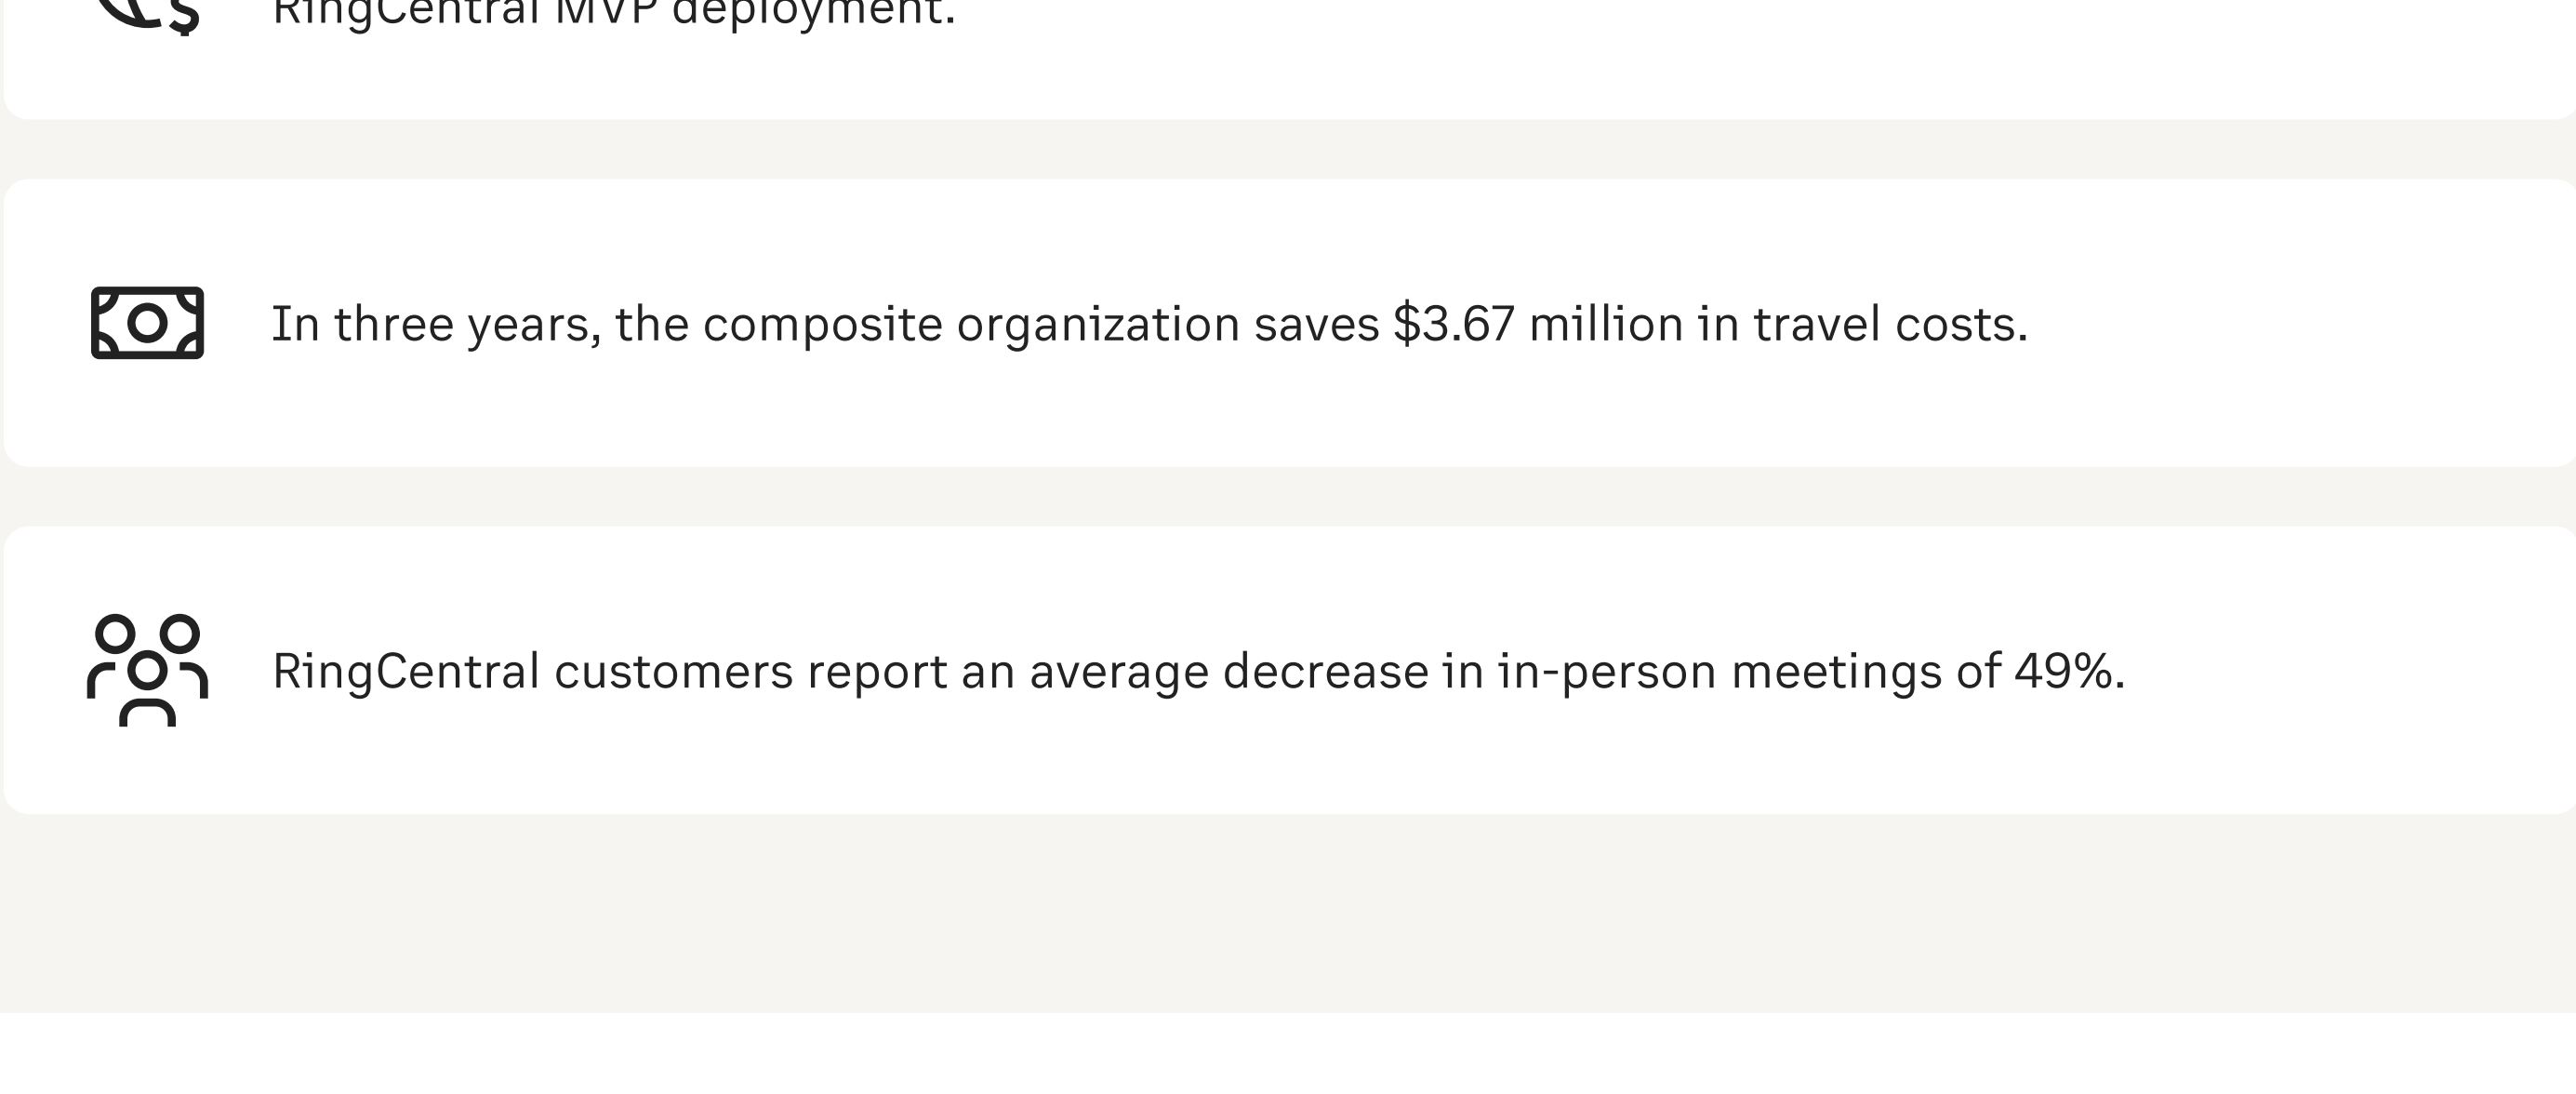 RingCentral MVP deployment.
In three years, the composite organization saves $3.67 million in travel costs.
RingCentral customers report an average decrease in in-person meetings of 49%.